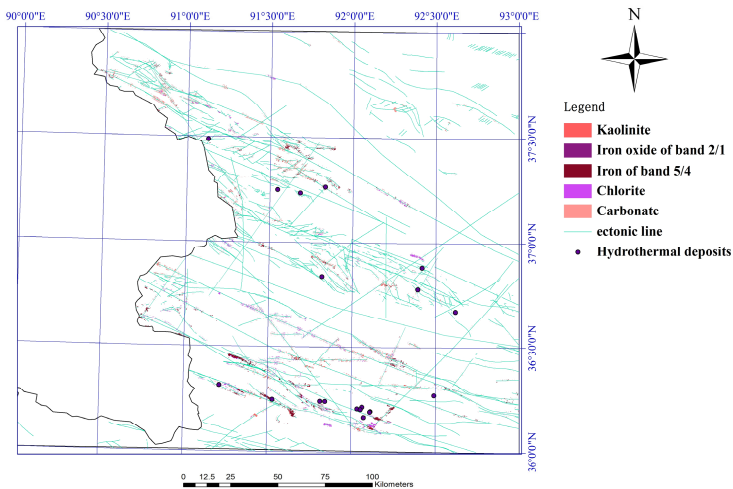 90°0'0"E 90°30'0"E 91°0'0"E 91°30'0"E 92°0'0"E 92°30'0"E 93°0'0"E
N
37°30'0"N
37°0'0"N
36°30'0"N
36°0'0"N
Legend
Kaolinite
Iron oxide of band 2/1
Iron of band 5/4
Chlorite
Carbonatc
ectonic line
Hydrothermal deposits
0 12.5 25 50 75 100
Kilometers